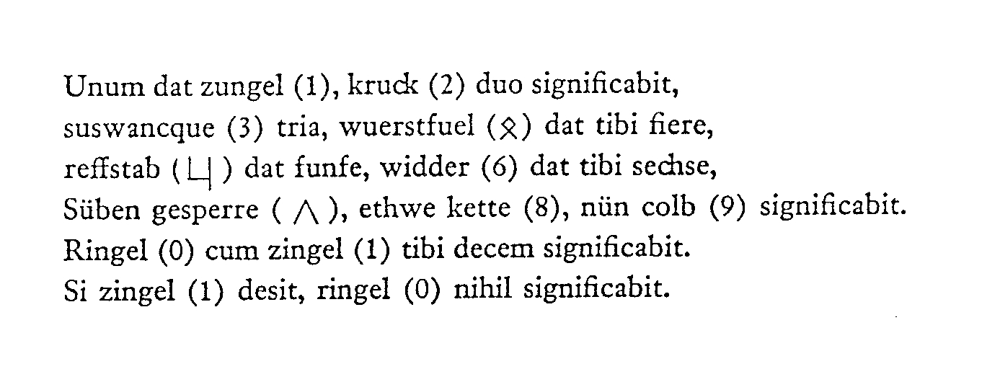 Unum dat zungel (1), kruck (2) duo significabit,
suswancque (3) tria, wuerstfuel (ጰ) dat tibi fiere,
reffstab ( Ч ) dat funfe, widder (6) dat tibi sechse,
Süben gesperre ( Λ ), ethwe kette (8), nün colb (9) significabit.
Ringel (0) cum zingel (1) tibi decem significabit.
Si zingel (1) desit, ringel (0) nihil significabit.